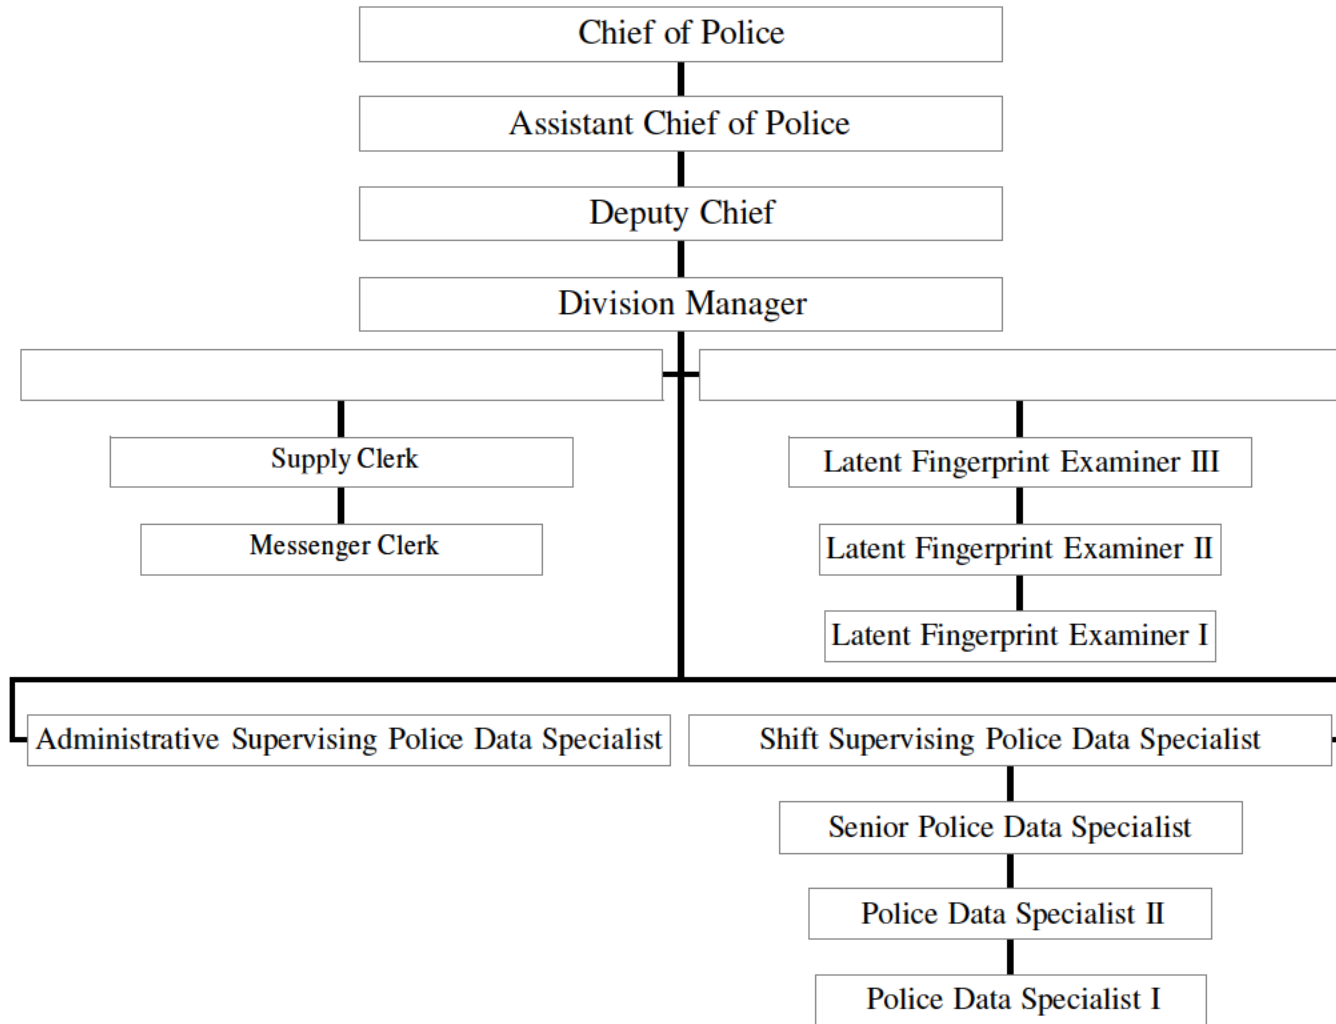 Chief of Police
Assistant Chief of Police
Deputy Chief
Division Manager
Supply Clerk
Messenger Clerk
Latent Fingerprint Examiner III
Latent Fingerprint Examiner II
Latent Fingerprint Examiner I
Administrative Supervising Police Data Specialist
Shift Supervising Police Data Specialist
Senior Police Data Specialist
Police Data Specialist II
Police Data Specialist I